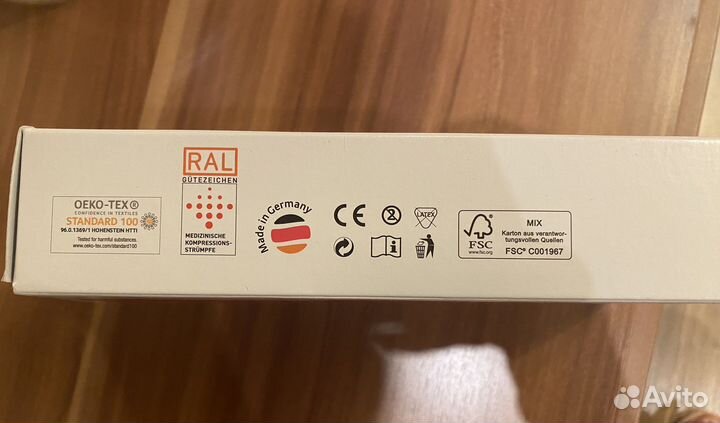 OEKO-TEX®
CONFIDENCE IN TEXTILES
STANDARD 100
96.0.1369/1 HOHENSTEIN HTTI
Tested for harmful substances.
www.oeko-tex.com/standard100
RAL
GÜTEZEICHEN
MEDIZINISCHE
KOMPRESSIONS-
STRÜMPFE
Made in Germany
CE
2
LATEX
i
FSC
www.fsc.org
MIX
Karton aus verantwor-
tungsvollen Quellen
FSC® C001967
Avito